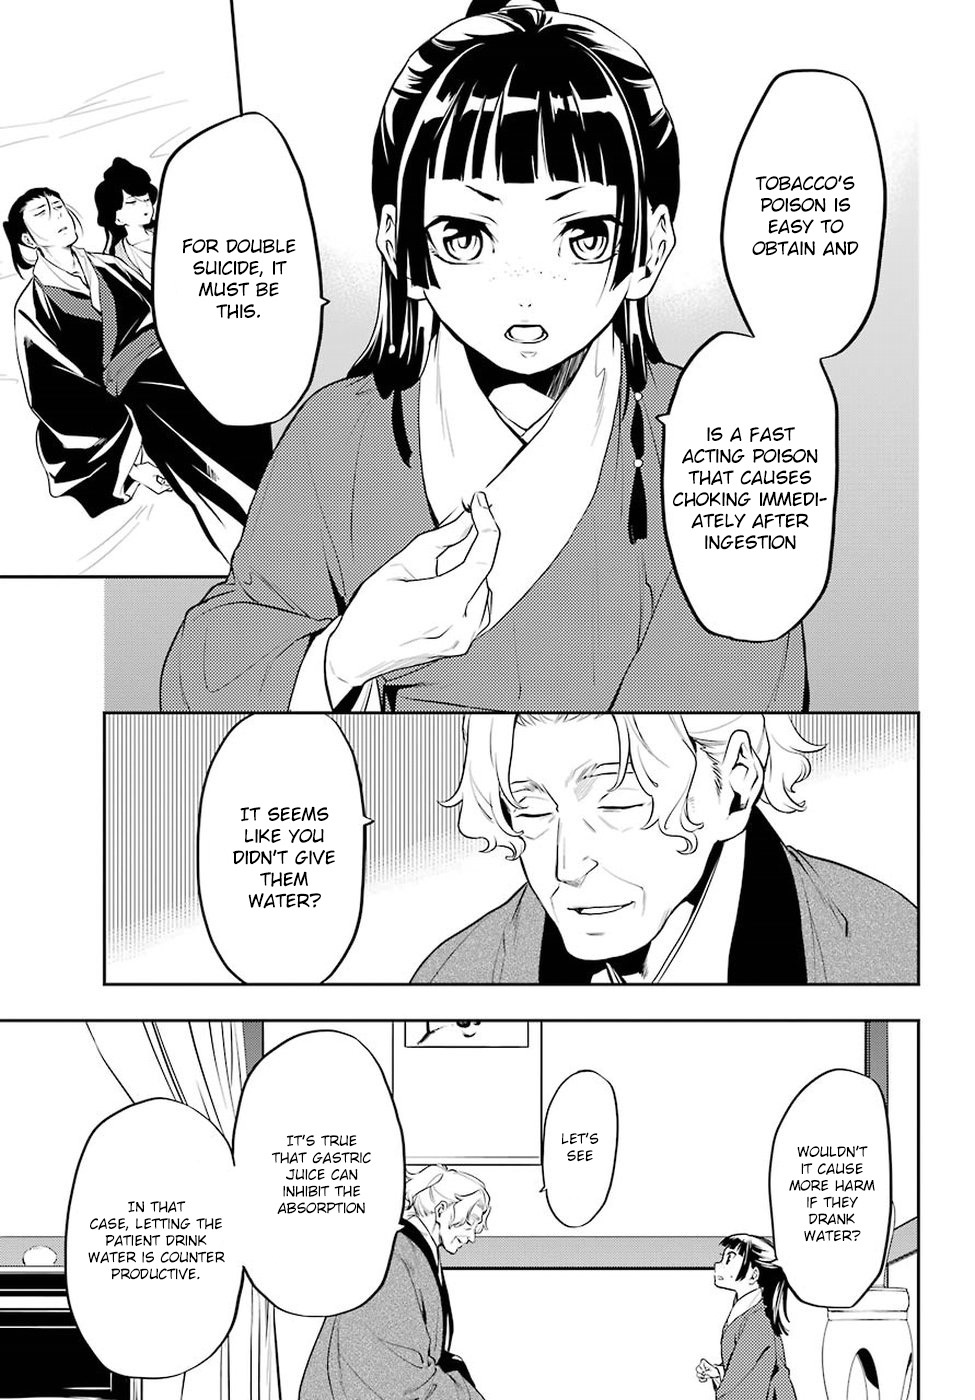 TOBACCO'S
POISON IS
EASY TO
OBTAIN AND
IS A FAST
ACTING POISON
THAT CAUSES
CHOKING IMMEDI-
ATELY AFTER
INGESTION
FOR DOUBLE
SUICIDE, IT
MUST BE
THIS.
IT SEEMS
LIKE YOU
DIDN'T GIVE
THEM
WATER?
WOULDN'T
IT CAUSE
MORE HARM
IF THEY
DRANK
WATER?
LET'S
SEE
IT'S TRUE
THAT GASTRIC
JUICE CAN
INHIBIT THE
ABSORPTION
IN THAT
CASE, LETTING THE
PATIENT DRINK
WATER IS COUNTER
PRODUCTIVE.